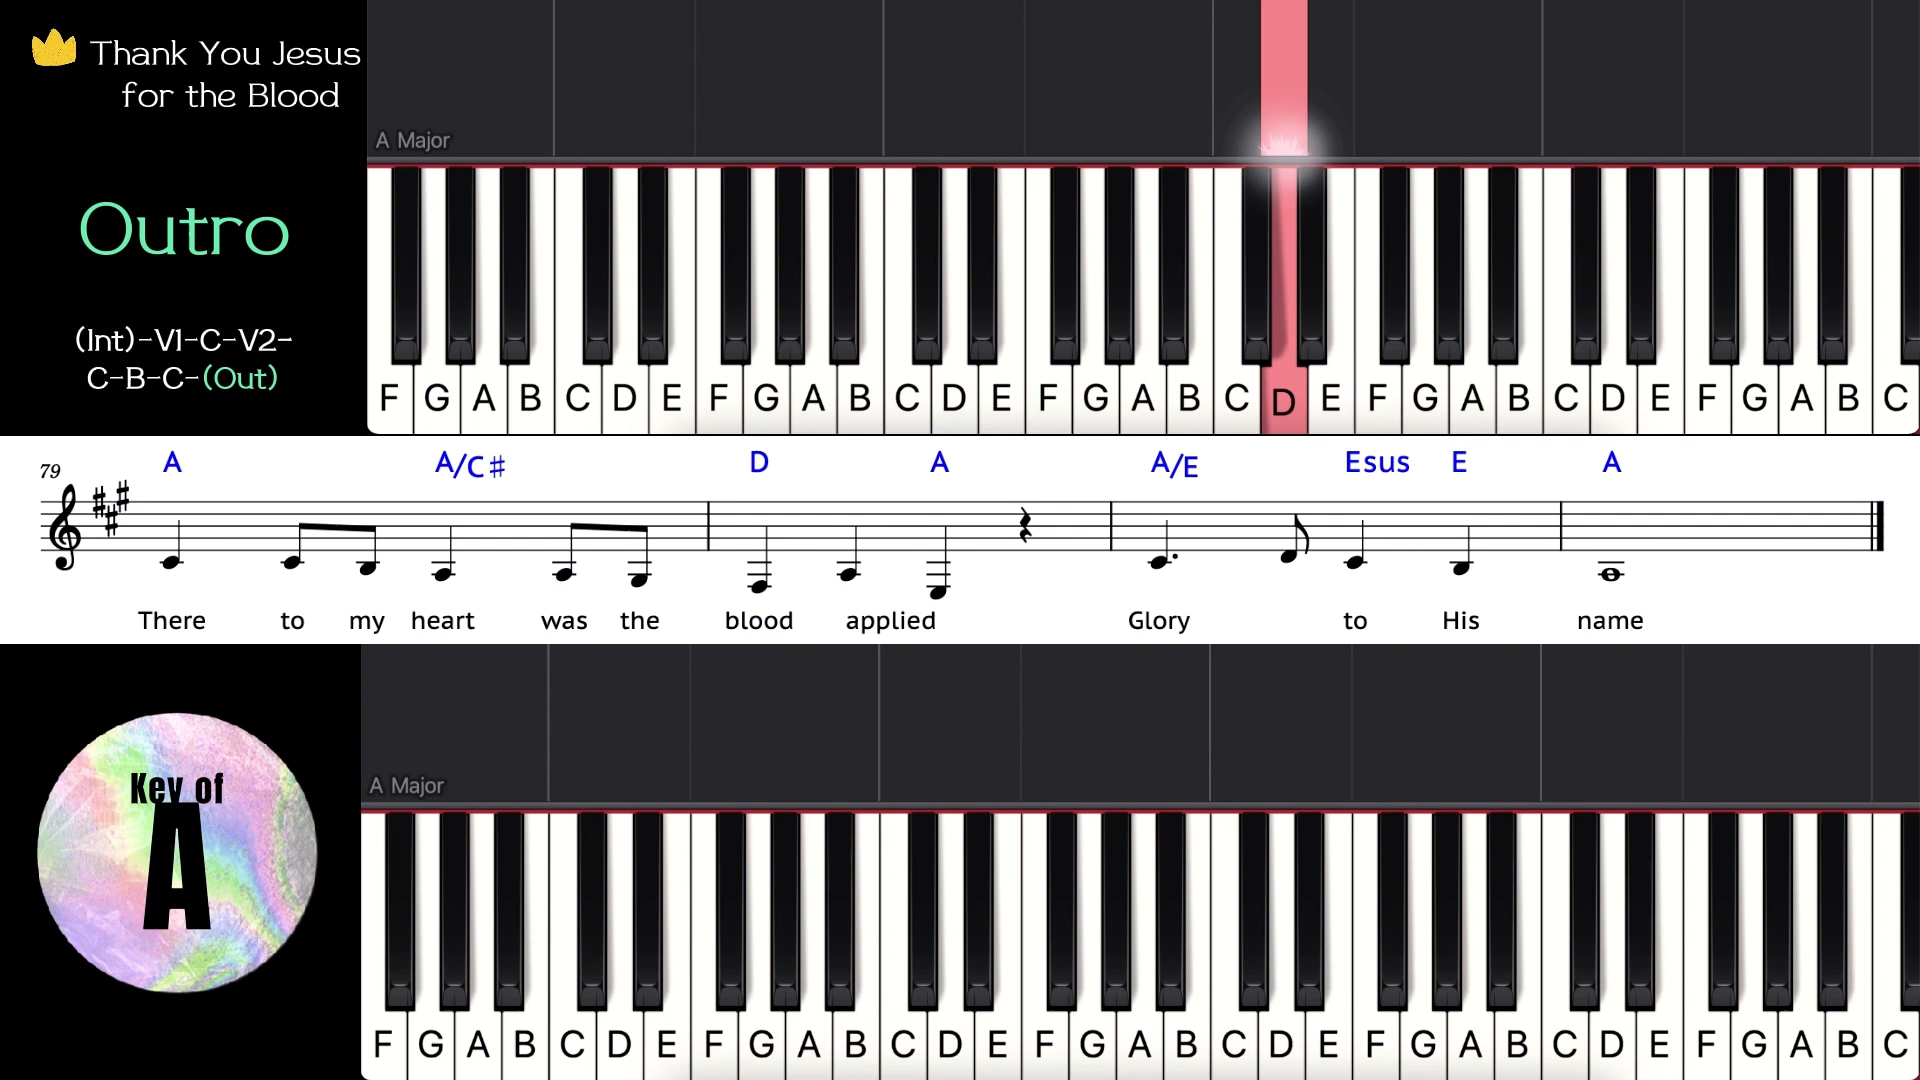 Thank You Jesus
for the Blood
A Major
Outro
(Int)-V1-C-V2-
C-B-C-(Out)
F G A B C D E F G A B C D E F G A B C D E F G A B C D E F G A B C
79 A A/C♯ D A A/E Esus E A
There to my heart was the blood applied Glory to His name
A Major
Key of
A
F G A B C D E F G A B C D E F G A B C D E F G A B C D E F G A B C